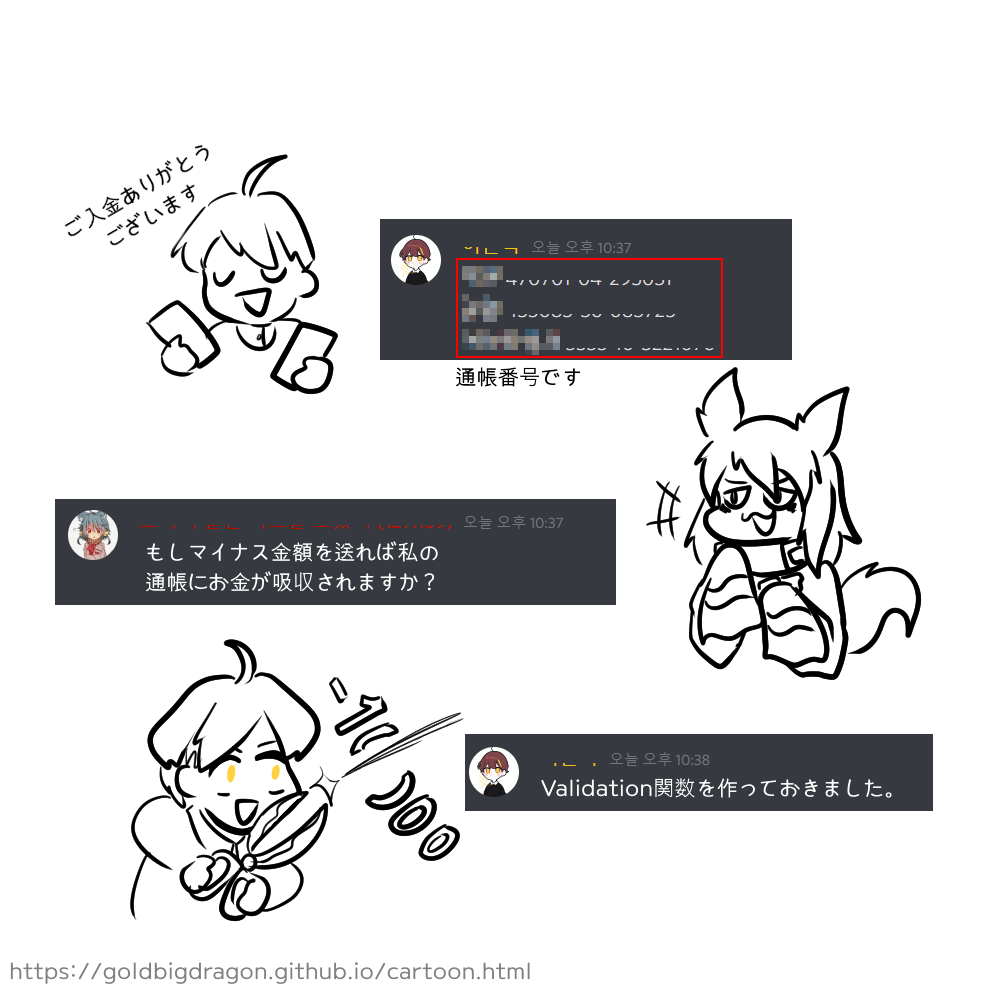 ご入金ありがとう
ございます
오늘 오후 10:37
通帳番号です
오늘 오후 10:37
もしマイナス金額を送れば私の
通帳にお金が吸収されますか？
-10
000
오늘 오후 10:38
Validation関数を作っておきました。
https://goldbigdragon.github.io/cartoon.html